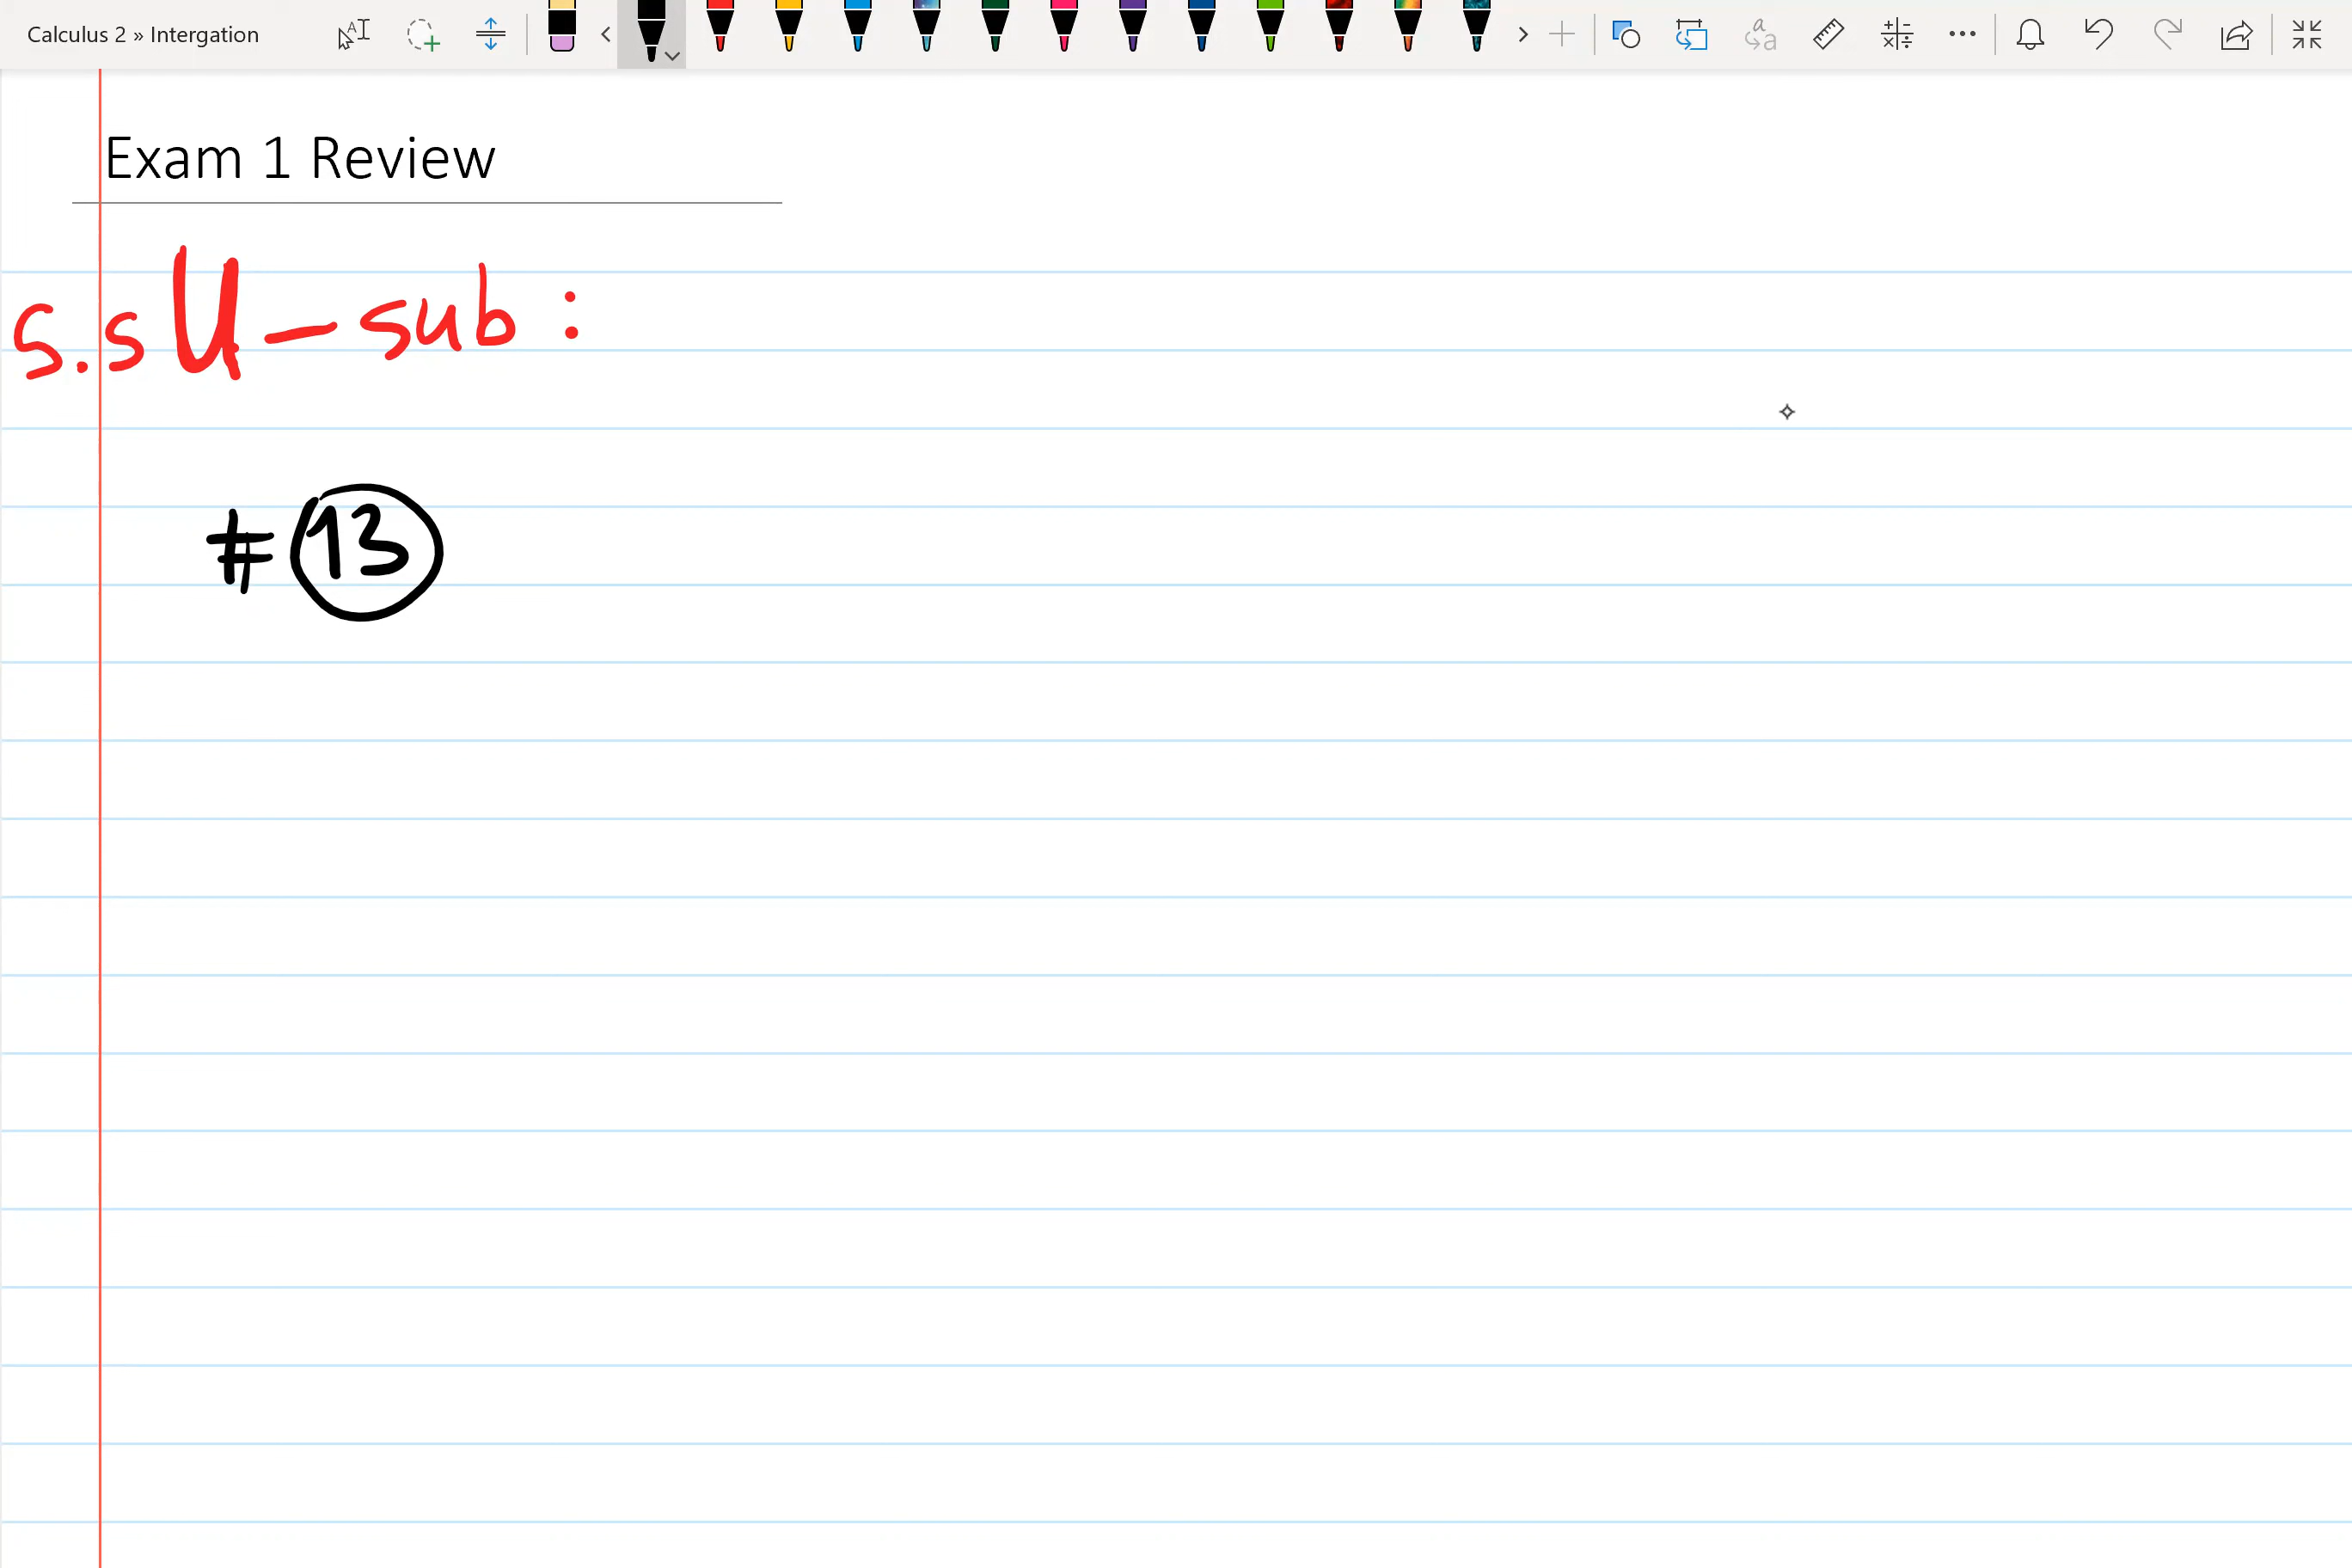 Calculus 2 » Intergation
Exam 1 Review
5.5 U-sub:
# 13